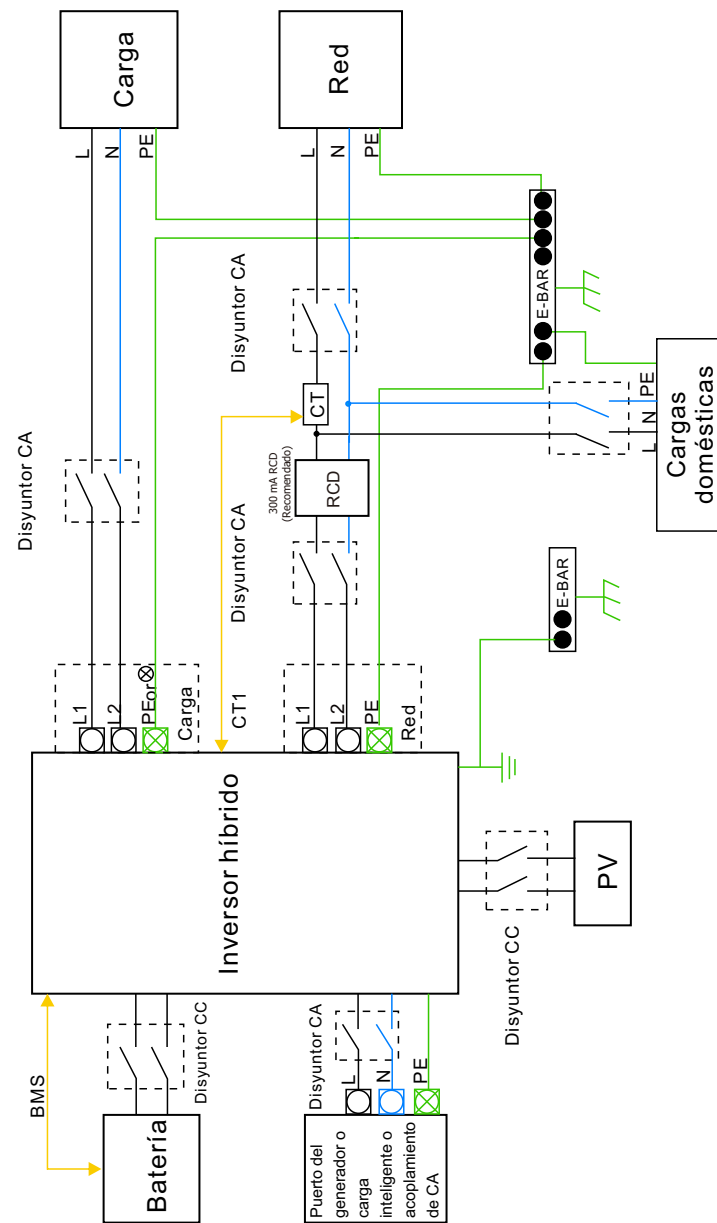 Carga
Red
L
N
PE
L
N
PE
Disyuntor CA
E-BAR
CT
Disyuntor CA
300 mA RCD
(Recomendado)
RCD
L
N
PE
Cargas
domésticas
Disyuntor CA
E-BAR
L1
L2
PE
or
Carga
CT1
L1
L2
PE
Red
Inversor híbrido
Disyuntor CC
PV
BMS
Disyuntor CC
Batería
Disyuntor CA
L
N
PE
Puerto del
generador o
carga
inteligente o
acoplamiento
de CA